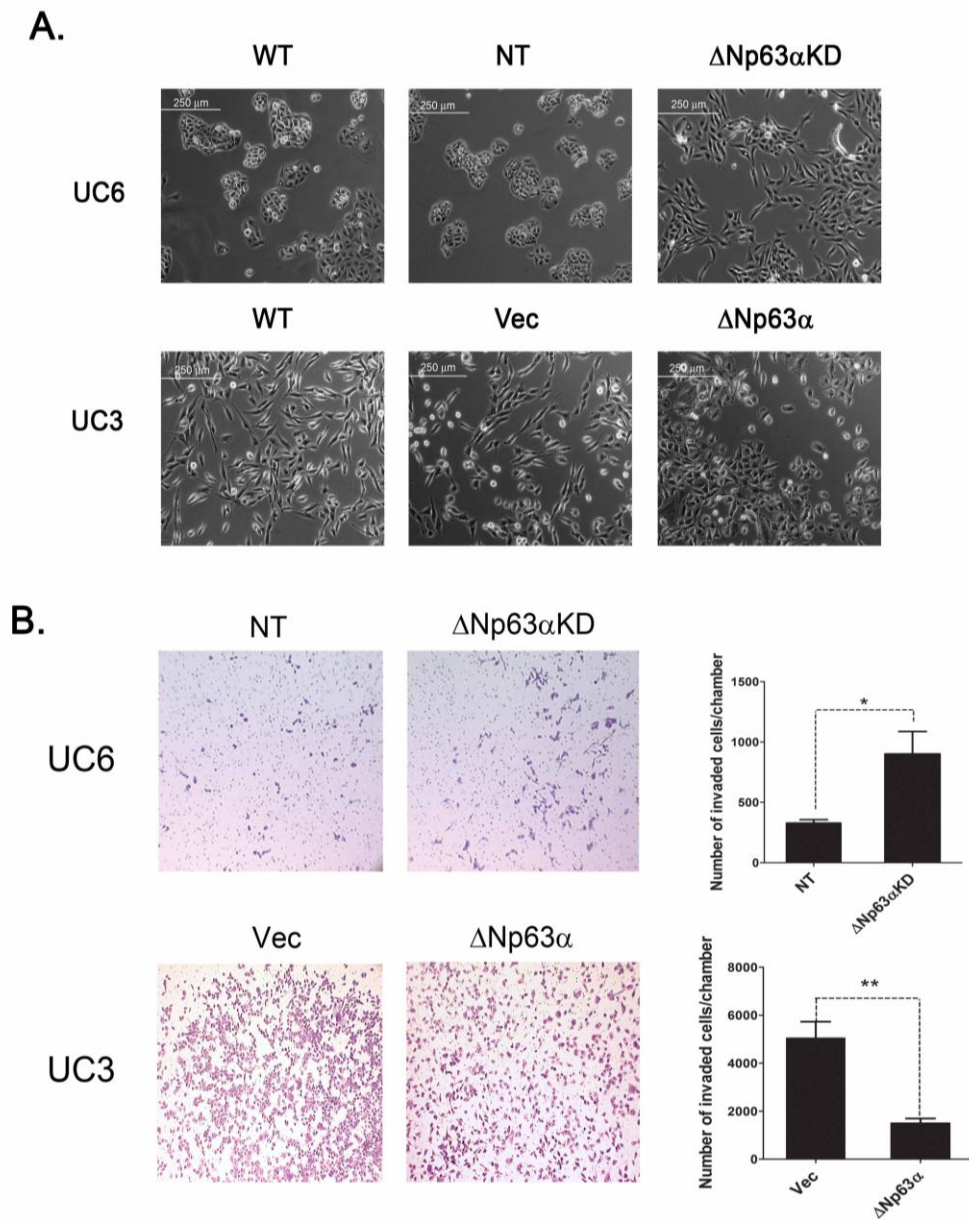 A.
WT NT ΔNp63αKD
250 μm 250 μm 250 μm
UC6
WT Vec ΔNp63α
250 μm 250 μm 250 μm
UC3
B.
NT ΔNp63αKD
UC6
Number of invaded cells/chamber
1500
1000
500
0
*
NT ΔNp63αKD
Vec ΔNp63α
UC3
Number of invaded cells/chamber
8000
6000
4000
2000
0
**
Vec ΔNp63α